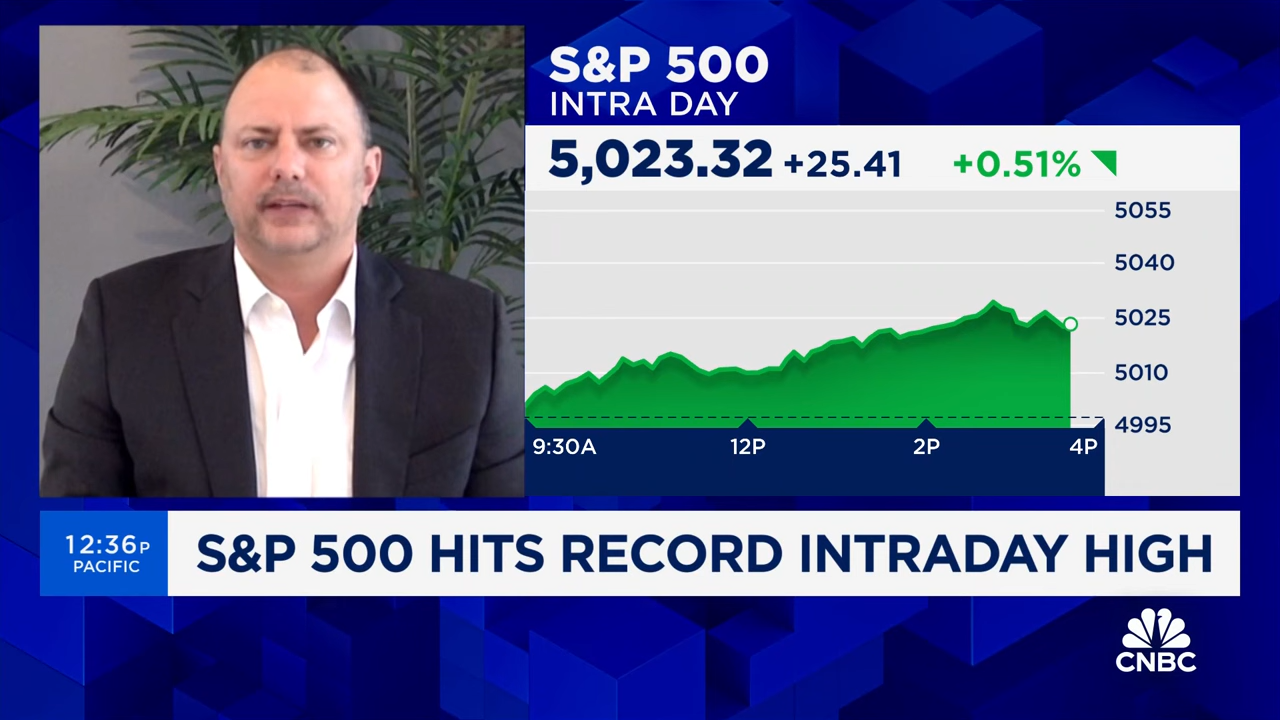 S&P 500
INTRA DAY
5,023.32 +25.41 +0.51%
5055
5040
5025
5010
4995
9:30A 12P 2P 4P
12:36P
PACIFIC
S&P 500 HITS RECORD INTRADAY HIGH
CNBC